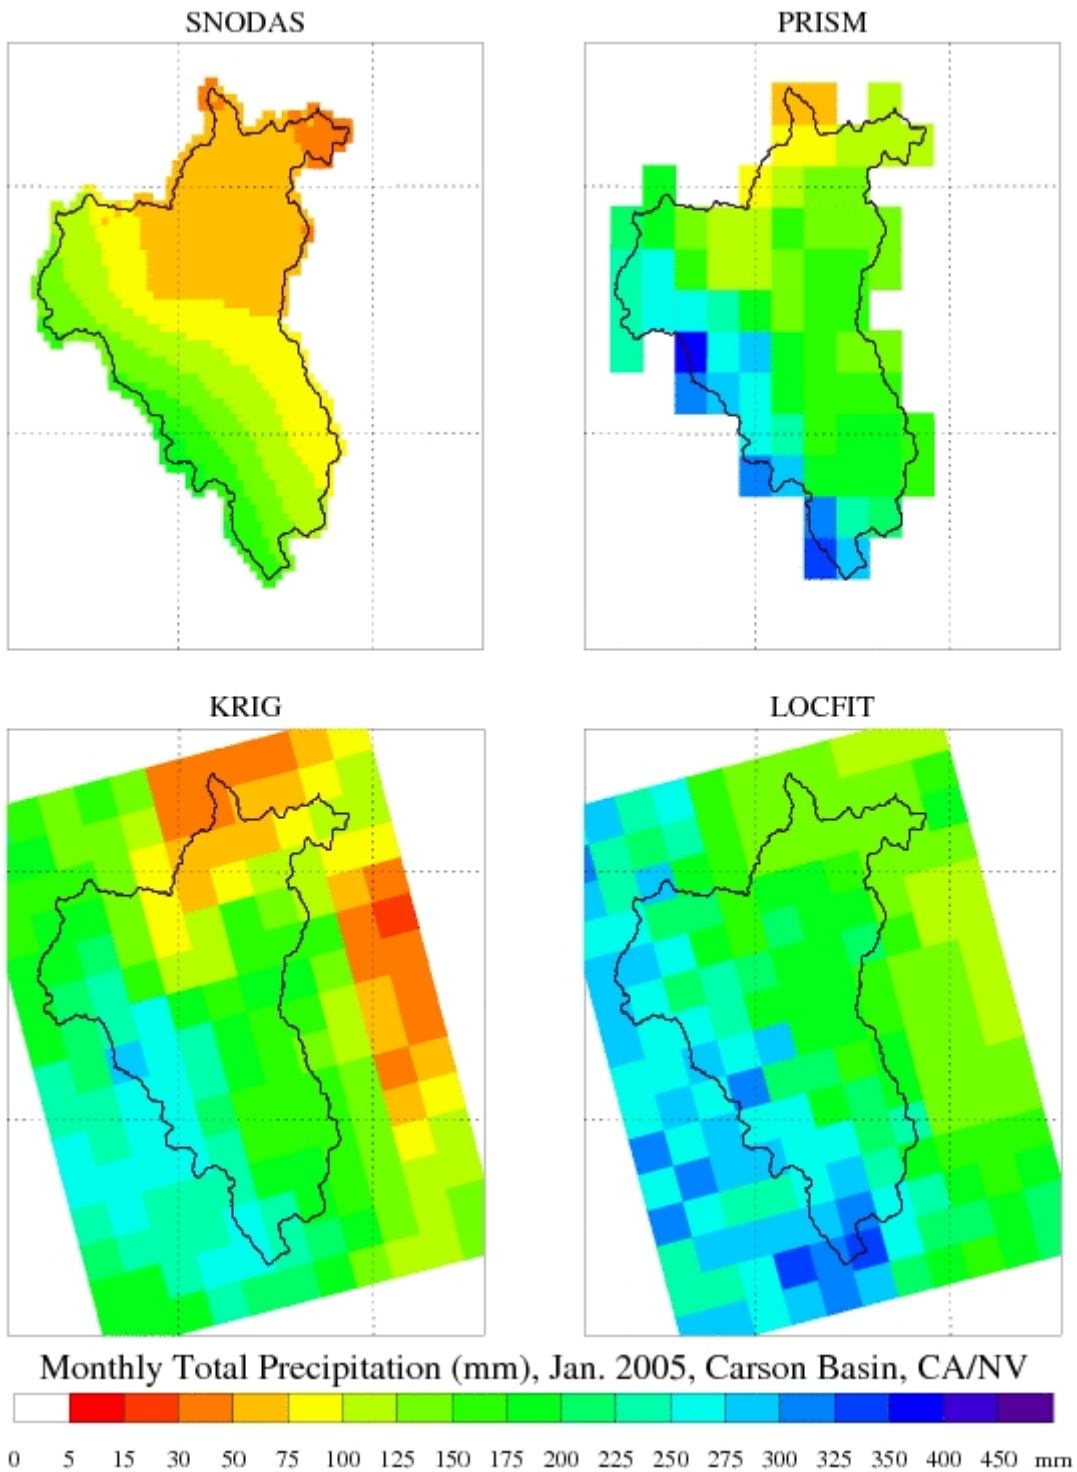 SNODAS PRISM
KRIG LOCFIT
Monthly Total Precipitation (mm), Jan. 2005, Carson Basin, CA/NV
0 5 15 30 50 75 100 125 150 175 200 225 250 275 300 325 350 400 450 mm